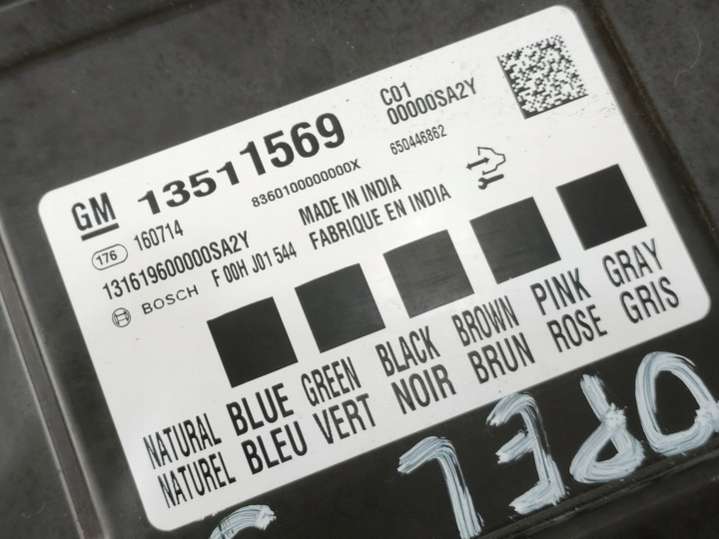 C01
00000SA2Y
GM 13511569
650446862
8360100000000X
176 160714
MADE IN INDIA
FABRIQUE EN INDIA
131619600000SA2Y
BOSCH F 00H J01 544
NATURAL BLUE GREEN BLACK BROWN PINK GRAY
NATUREL BLEU VERT NOIR BRUN ROSE GRIS
OPEL